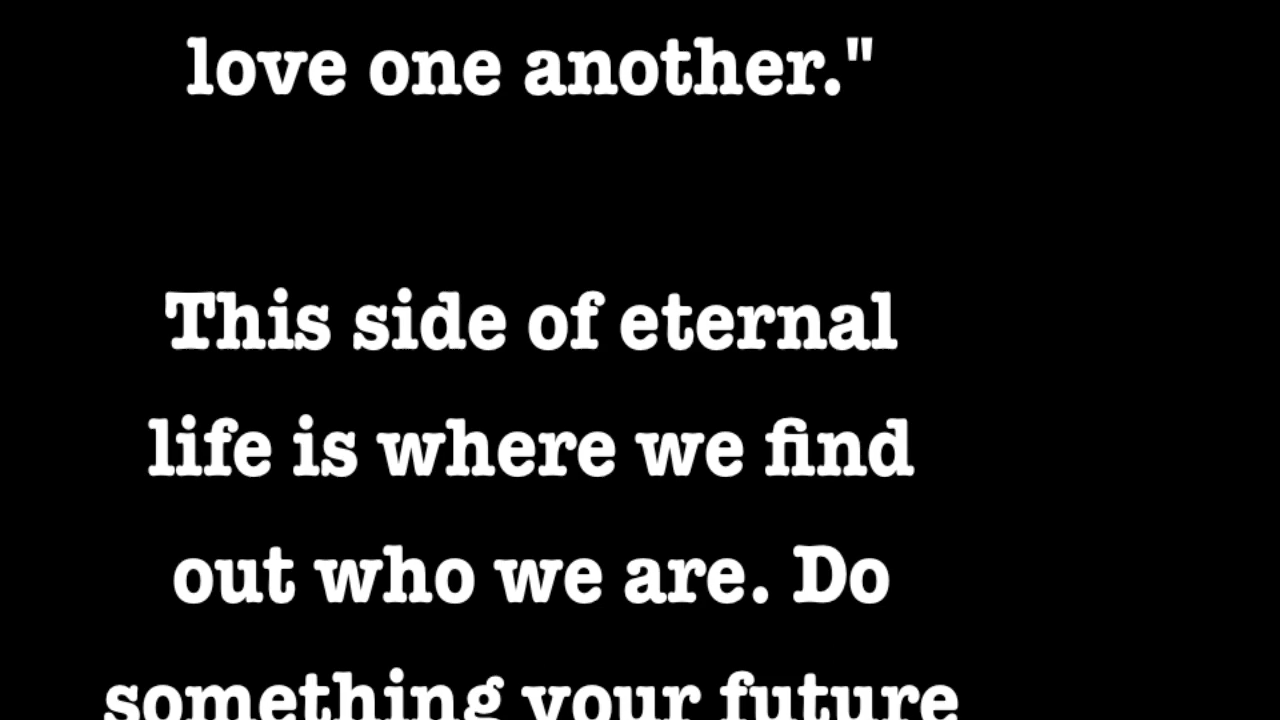 love one another."
This side of eternal
life is where we find
out who we are. Do
something your future